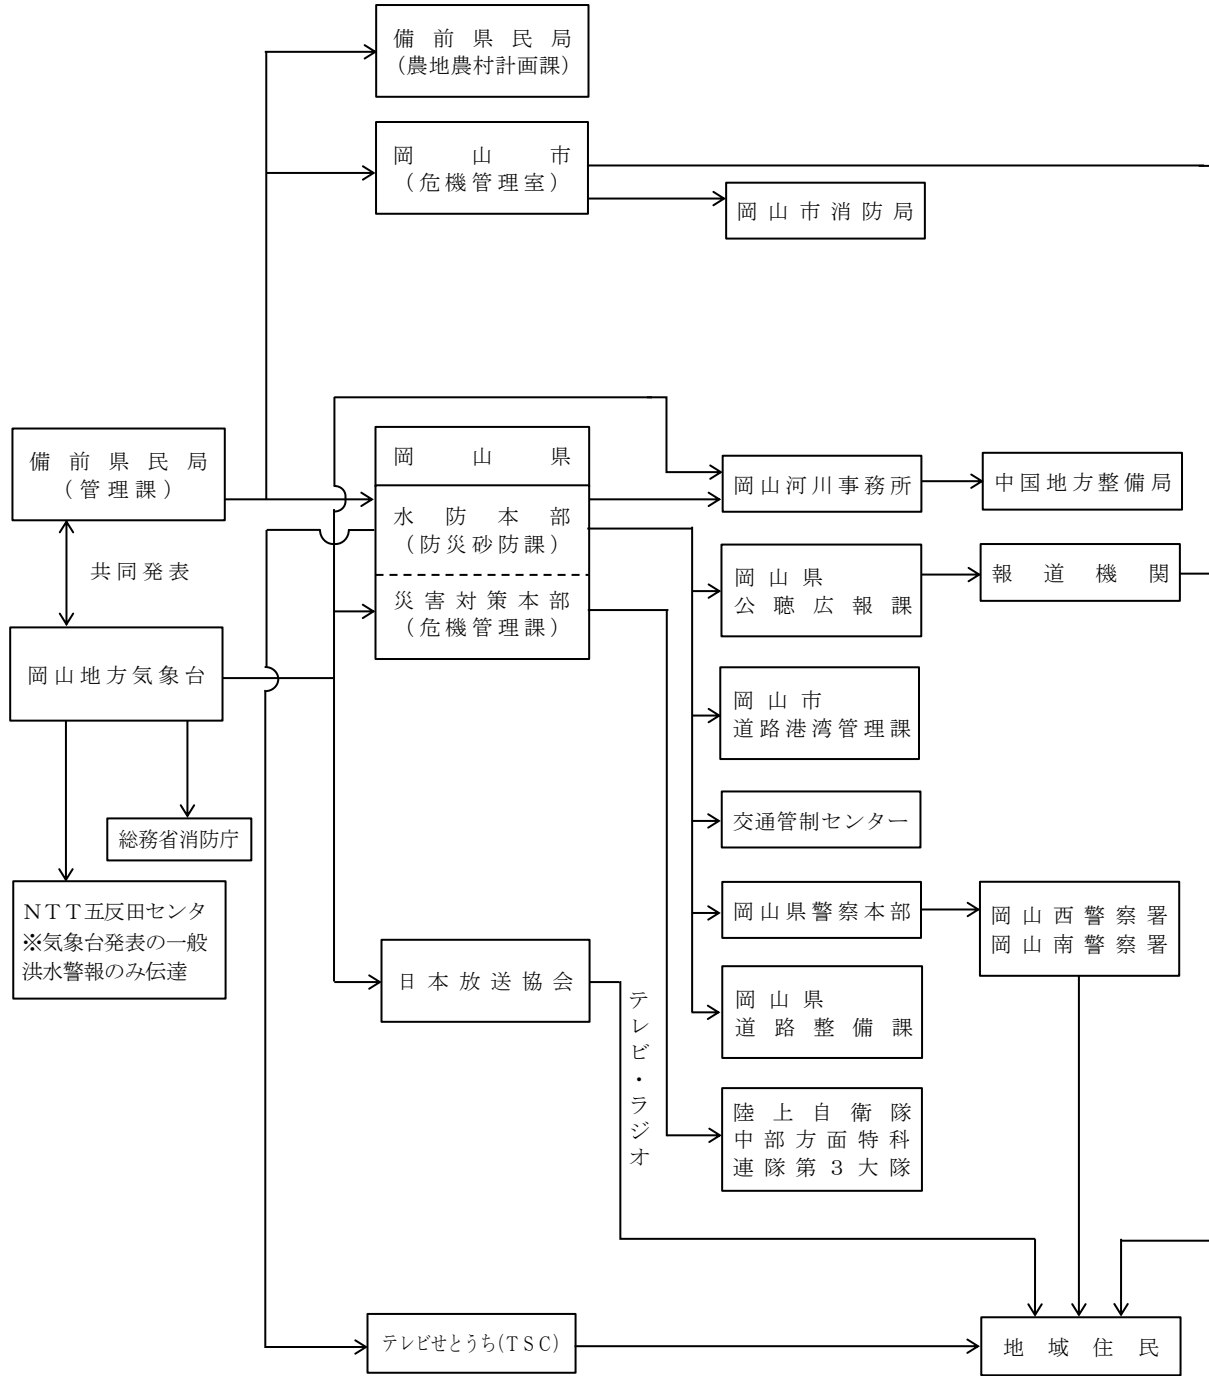 備前県民局
（農地農村計画課）
岡山市
（危機管理室）
岡山市消防局
備前県民局
（管理課）
共同発表
岡山地方気象台
総務省消防庁
ＮＴＴ五反田センタ
※気象台発表の一般
洪水警報のみ伝達
岡山県
水防本部
（防災砂防課）
災害対策本部
（危機管理課）
岡山河川事務所
中国地方整備局
岡山県
公聴広報課
報道機関
岡山市
道路港湾管理課
交通管制センター
岡山県警察本部
岡山西警察署
岡山南警察署
日本放送協会
テレビ・ラジオ
岡山県
道路整備課
陸上自衛隊
中部方面特科
連隊第３大隊
テレビせとうち(TSC)
地域住民